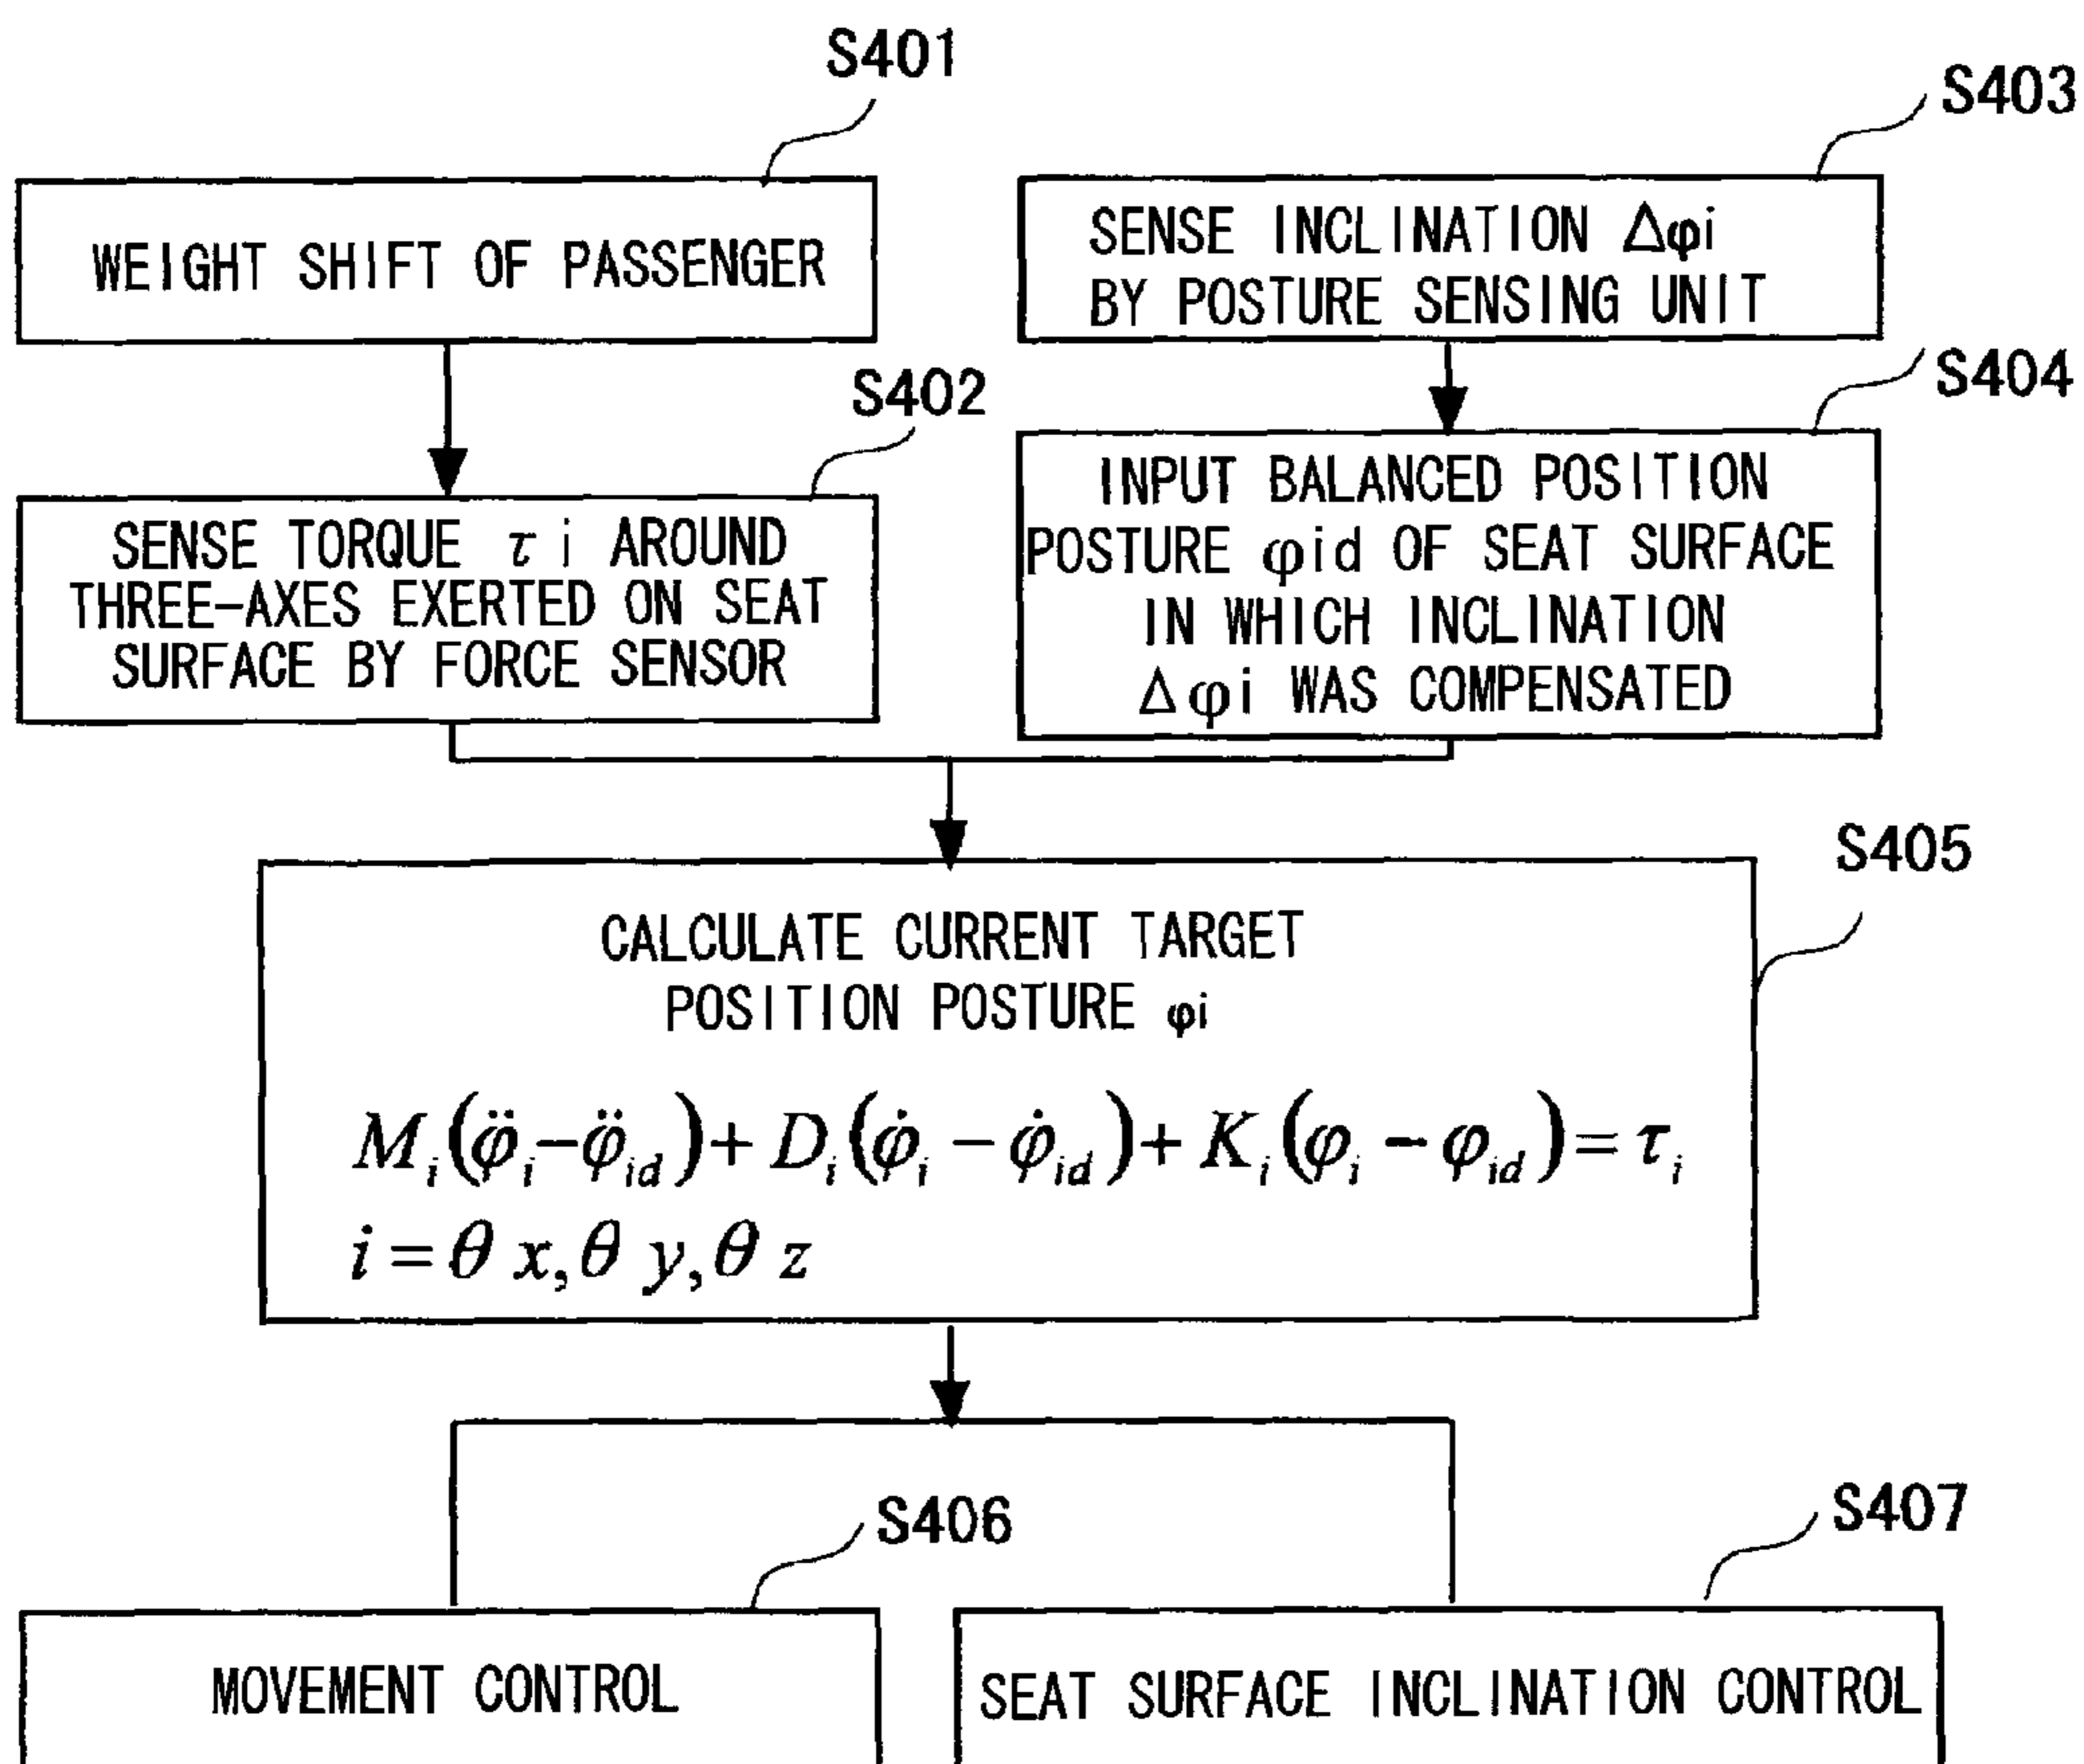 S401
WEIGHT SHIFT OF PASSENGER
S402
SENSE TORQUE τi AROUND
THREE-AXES EXERTED ON SEAT
SURFACE BY FORCE SENSOR
S403
SENSE INCLINATION Δφi
BY POSTURE SENSING UNIT
S404
INPUT BALANCED POSITION
POSTURE φid OF SEAT SURFACE
IN WHICH INCLINATION
Δφi WAS COMPENSATED
S405
CALCULATE CURRENT TARGET
POSITION POSTURE φi
M_i(φ̈_i−φ̈_id)+ D_i(φ̇_i − φ̇_id)+ K_i(φ_i − φ_id)= τ_i
i = θ x, θ y, θ z
S406
MOVEMENT CONTROL
S407
SEAT SURFACE INCLINATION CONTROL